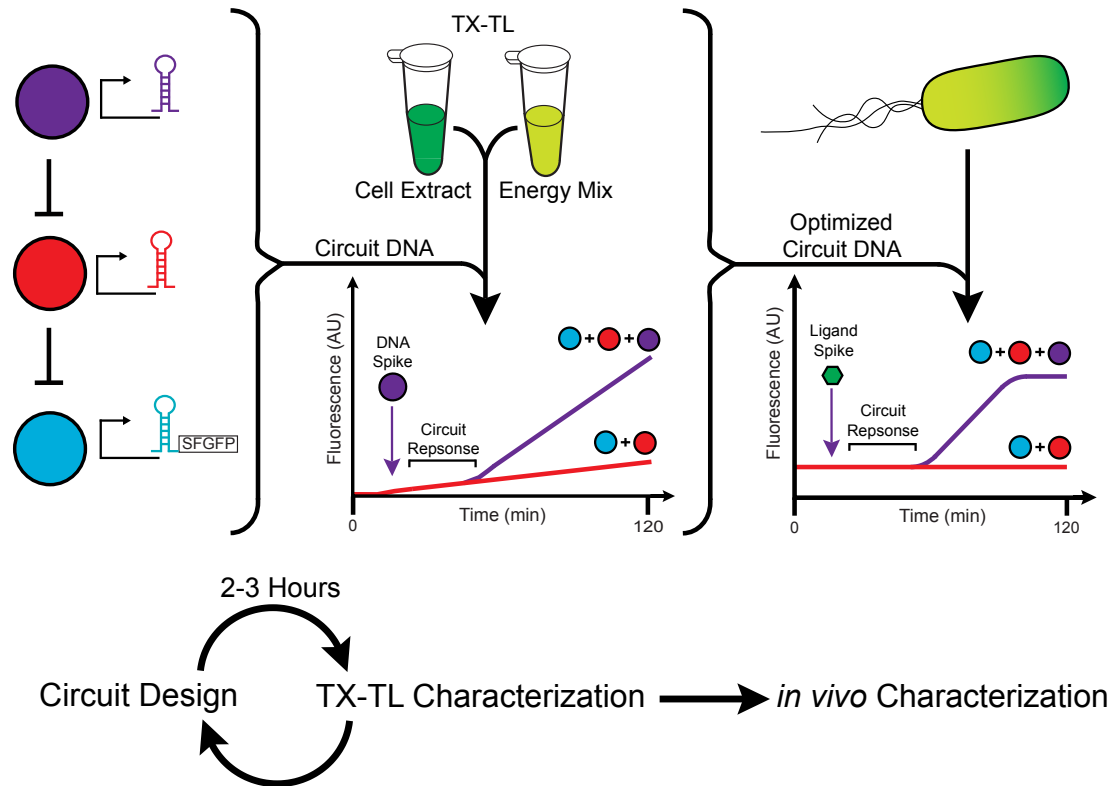 TX-TL
Cell Extract
Energy Mix
SFGFP
Circuit DNA
Fluorescence (AU)
DNA
Spike
Circuit
Repsonse
+ +
+
0
Time (min)
120
Optimized
Circuit DNA
Fluorescence (AU)
Ligand
Spike
Circuit
Repsonse
+ +
+
0
Time (min)
120
2-3 Hours
Circuit Design
TX-TL Characterization
in vivo Characterization